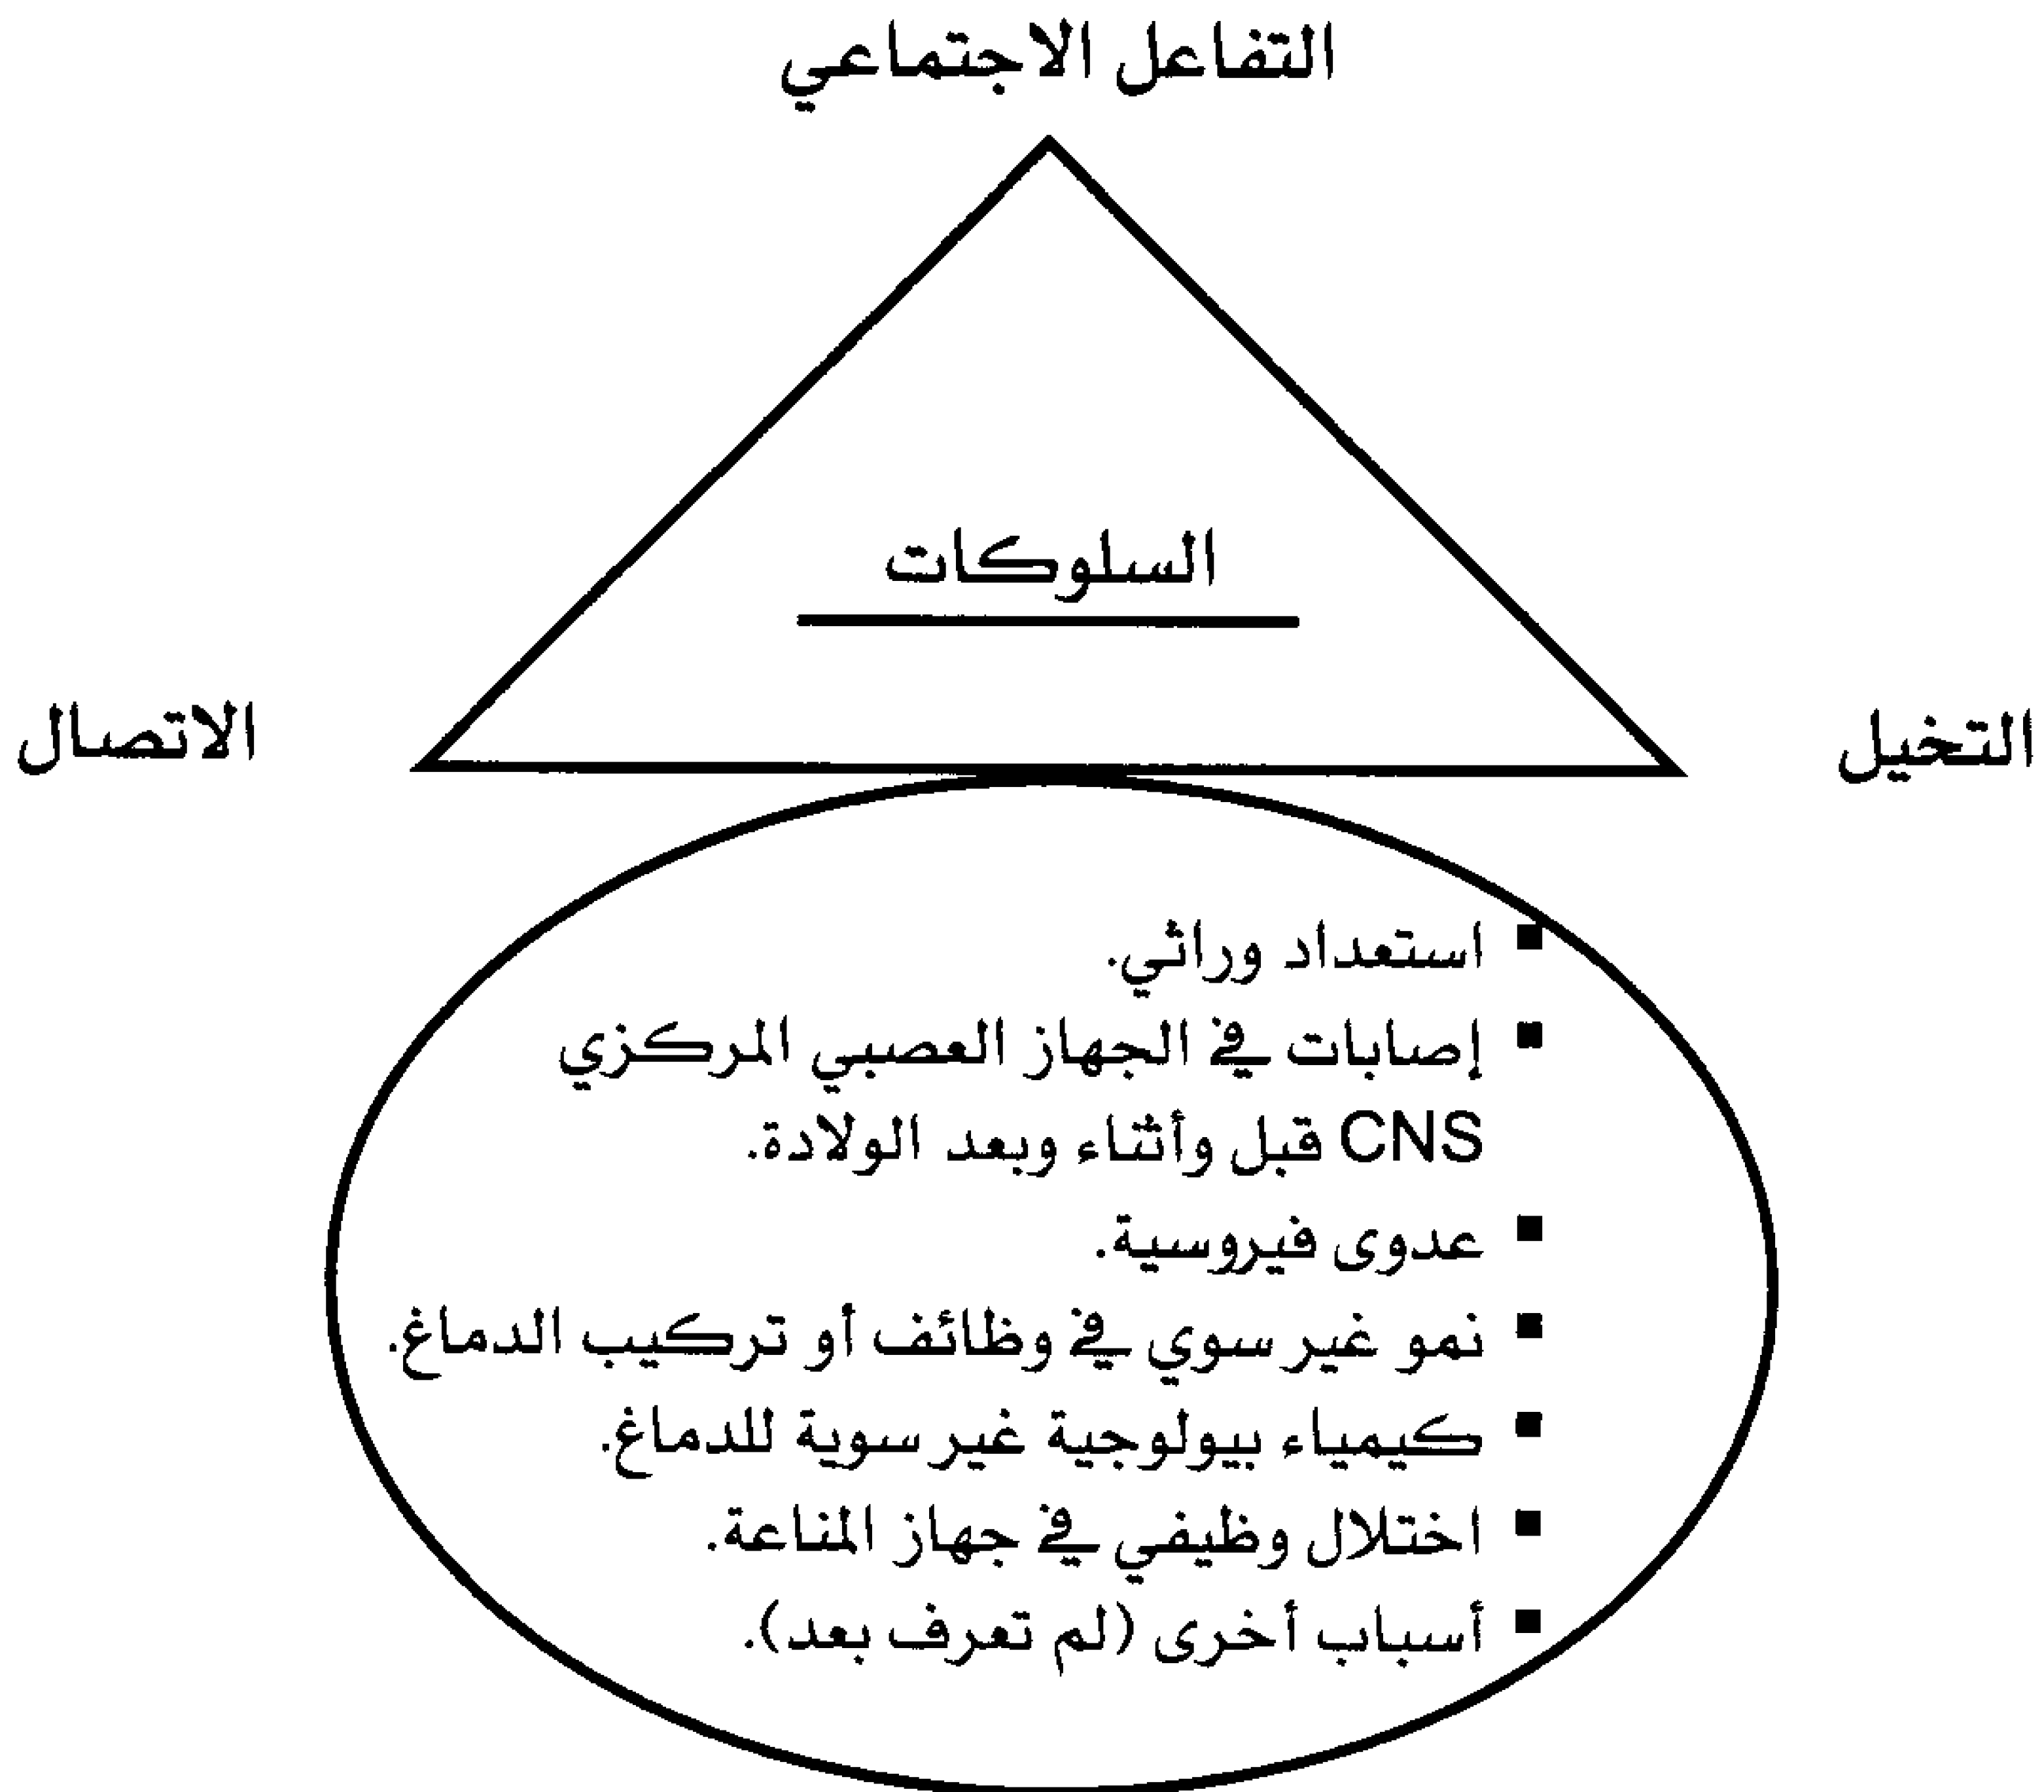 التفاعل الاجتماعي
السلوكات
التخيل
الاتصال
▪ استعداد وراثي.
▪ إصابات في الجهاز العصبي المركزي
CNS قبل وأثناء وبعد الولادة.
▪ عدوى فيروسية.
▪ نمو غير سوي في وظائف أو تركيب الدماغ.
▪ كيمياء بيولوجية غير سوية للدماغ.
▪ اختلال وظيفي في جهاز المناعة.
▪ أسباب أخرى (لم تعرف بعد).